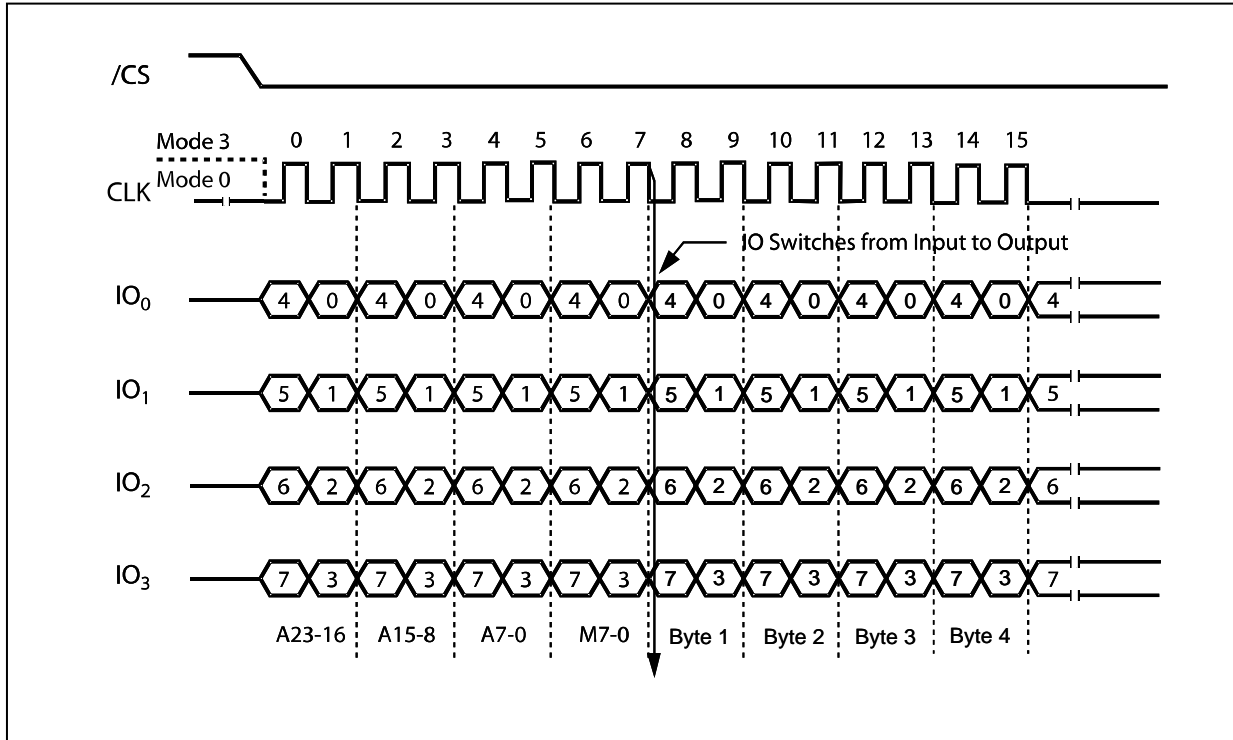 /CS
0 1 2 3 4 5 6 7 8 9 10 11 12 13 14 15
Mode 3
Mode 0
CLK
IO Switches from Input to Output
IO0 4 0 4 0 4 0 4 0 4 0 4 0 4 0 4 0 4
IO1 5 1 5 1 5 1 5 1 5 1 5 1 5 1 5 1 5
IO2 6 2 6 2 6 2 6 2 6 2 6 2 6 2 6 2 6
IO3 7 3 7 3 7 3 7 3 7 3 7 3 7 3 7 3 7
A23-16 A15-8 A7-0 M7-0 Byte 1 Byte 2 Byte 3 Byte 4